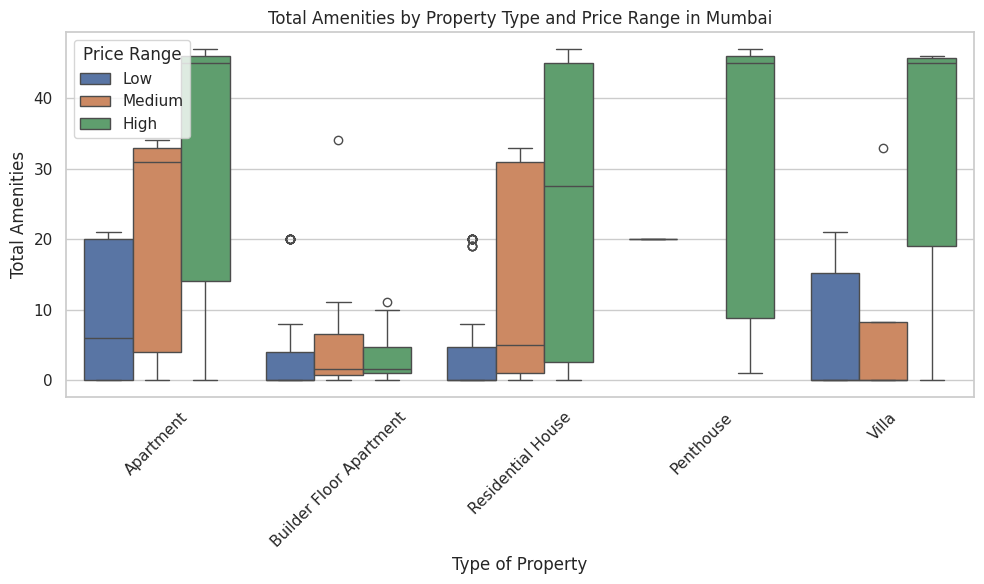 Total Amenities by Property Type and Price Range in Mumbai
Price Range
Low
Medium
High
Total Amenities
40
30
20
10
0
Apartment
Builder Floor Apartment
Residential House
Penthouse
Villa
Type of Property